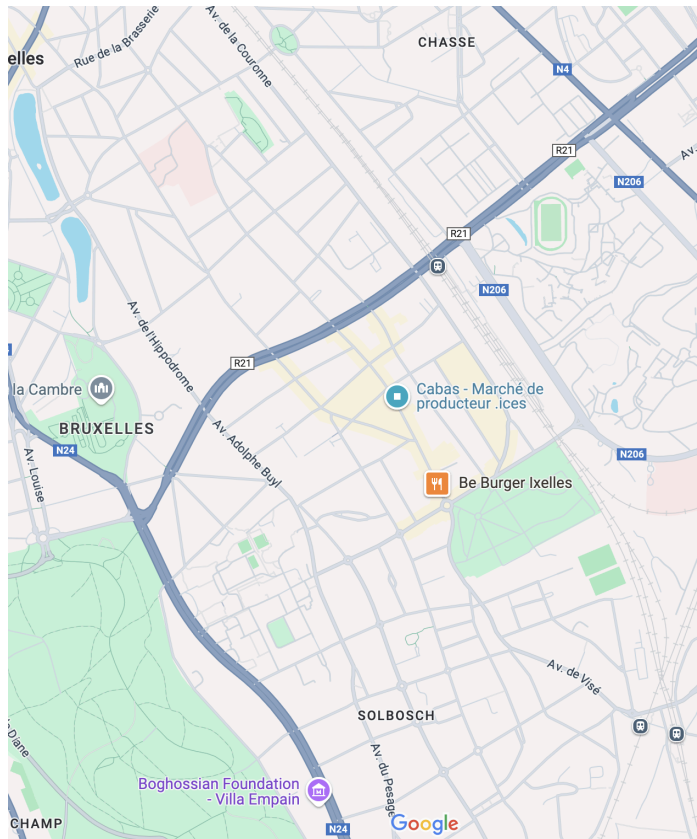 Av. de la Couronne
CHASSE
elles
Rue de la Brasserie
N4
R21
Av.
N206
R21
N206
Av. de l'Hippodrome
R21
la Cambre
Cabas - Marché de
producteur .ices
BRUXELLES
Av. Adolphe Buyl
N24
N206
Av. Louise
Be Burger Ixelles
Av. de Visé
SOLBOSCH
Diane
Av. du Pesage
Boghossian Foundation
- Villa Empain
CHAMP
Google
N24